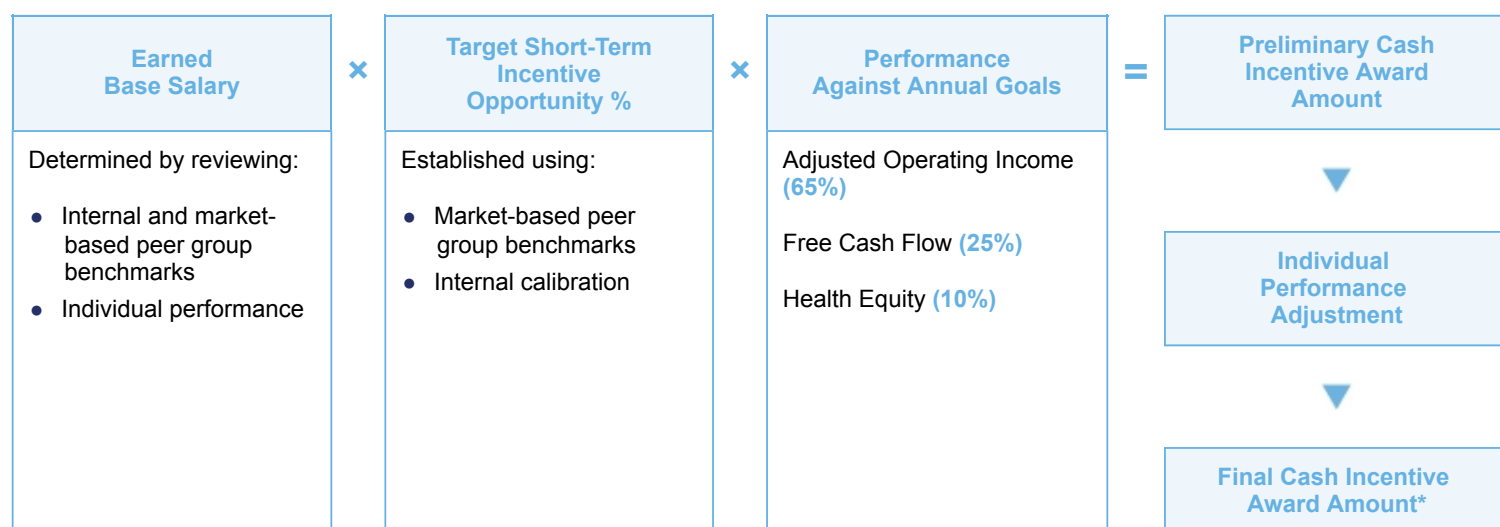 Earned
Base Salary
×
Target Short-Term
Incentive
Opportunity %
×
Performance
Against Annual Goals
=
Preliminary Cash
Incentive Award
Amount
Determined by reviewing:
● Internal and market-
based peer group
benchmarks
● Individual performance
Established using:
● Market-based peer
group benchmarks
● Internal calibration
Adjusted Operating Income
(65%)
Free Cash Flow (25%)
Health Equity (10%)
Individual
Performance
Adjustment
Final Cash Incentive
Award Amount*